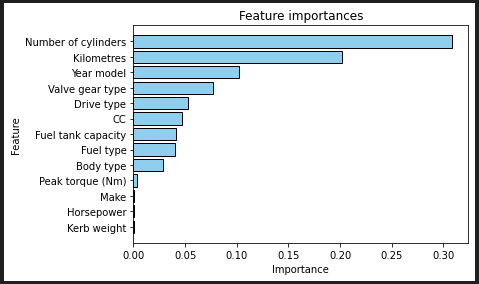 Feature importances
Number of cylinders
Kilometres
Year model
Valve gear type
Drive type
CC
Fuel tank capacity
Fuel type
Body type
Peak torque (Nm)
Make
Horsepower
Kerb weight
Feature
0.00 0.05 0.10 0.15 0.20 0.25 0.30
Importance